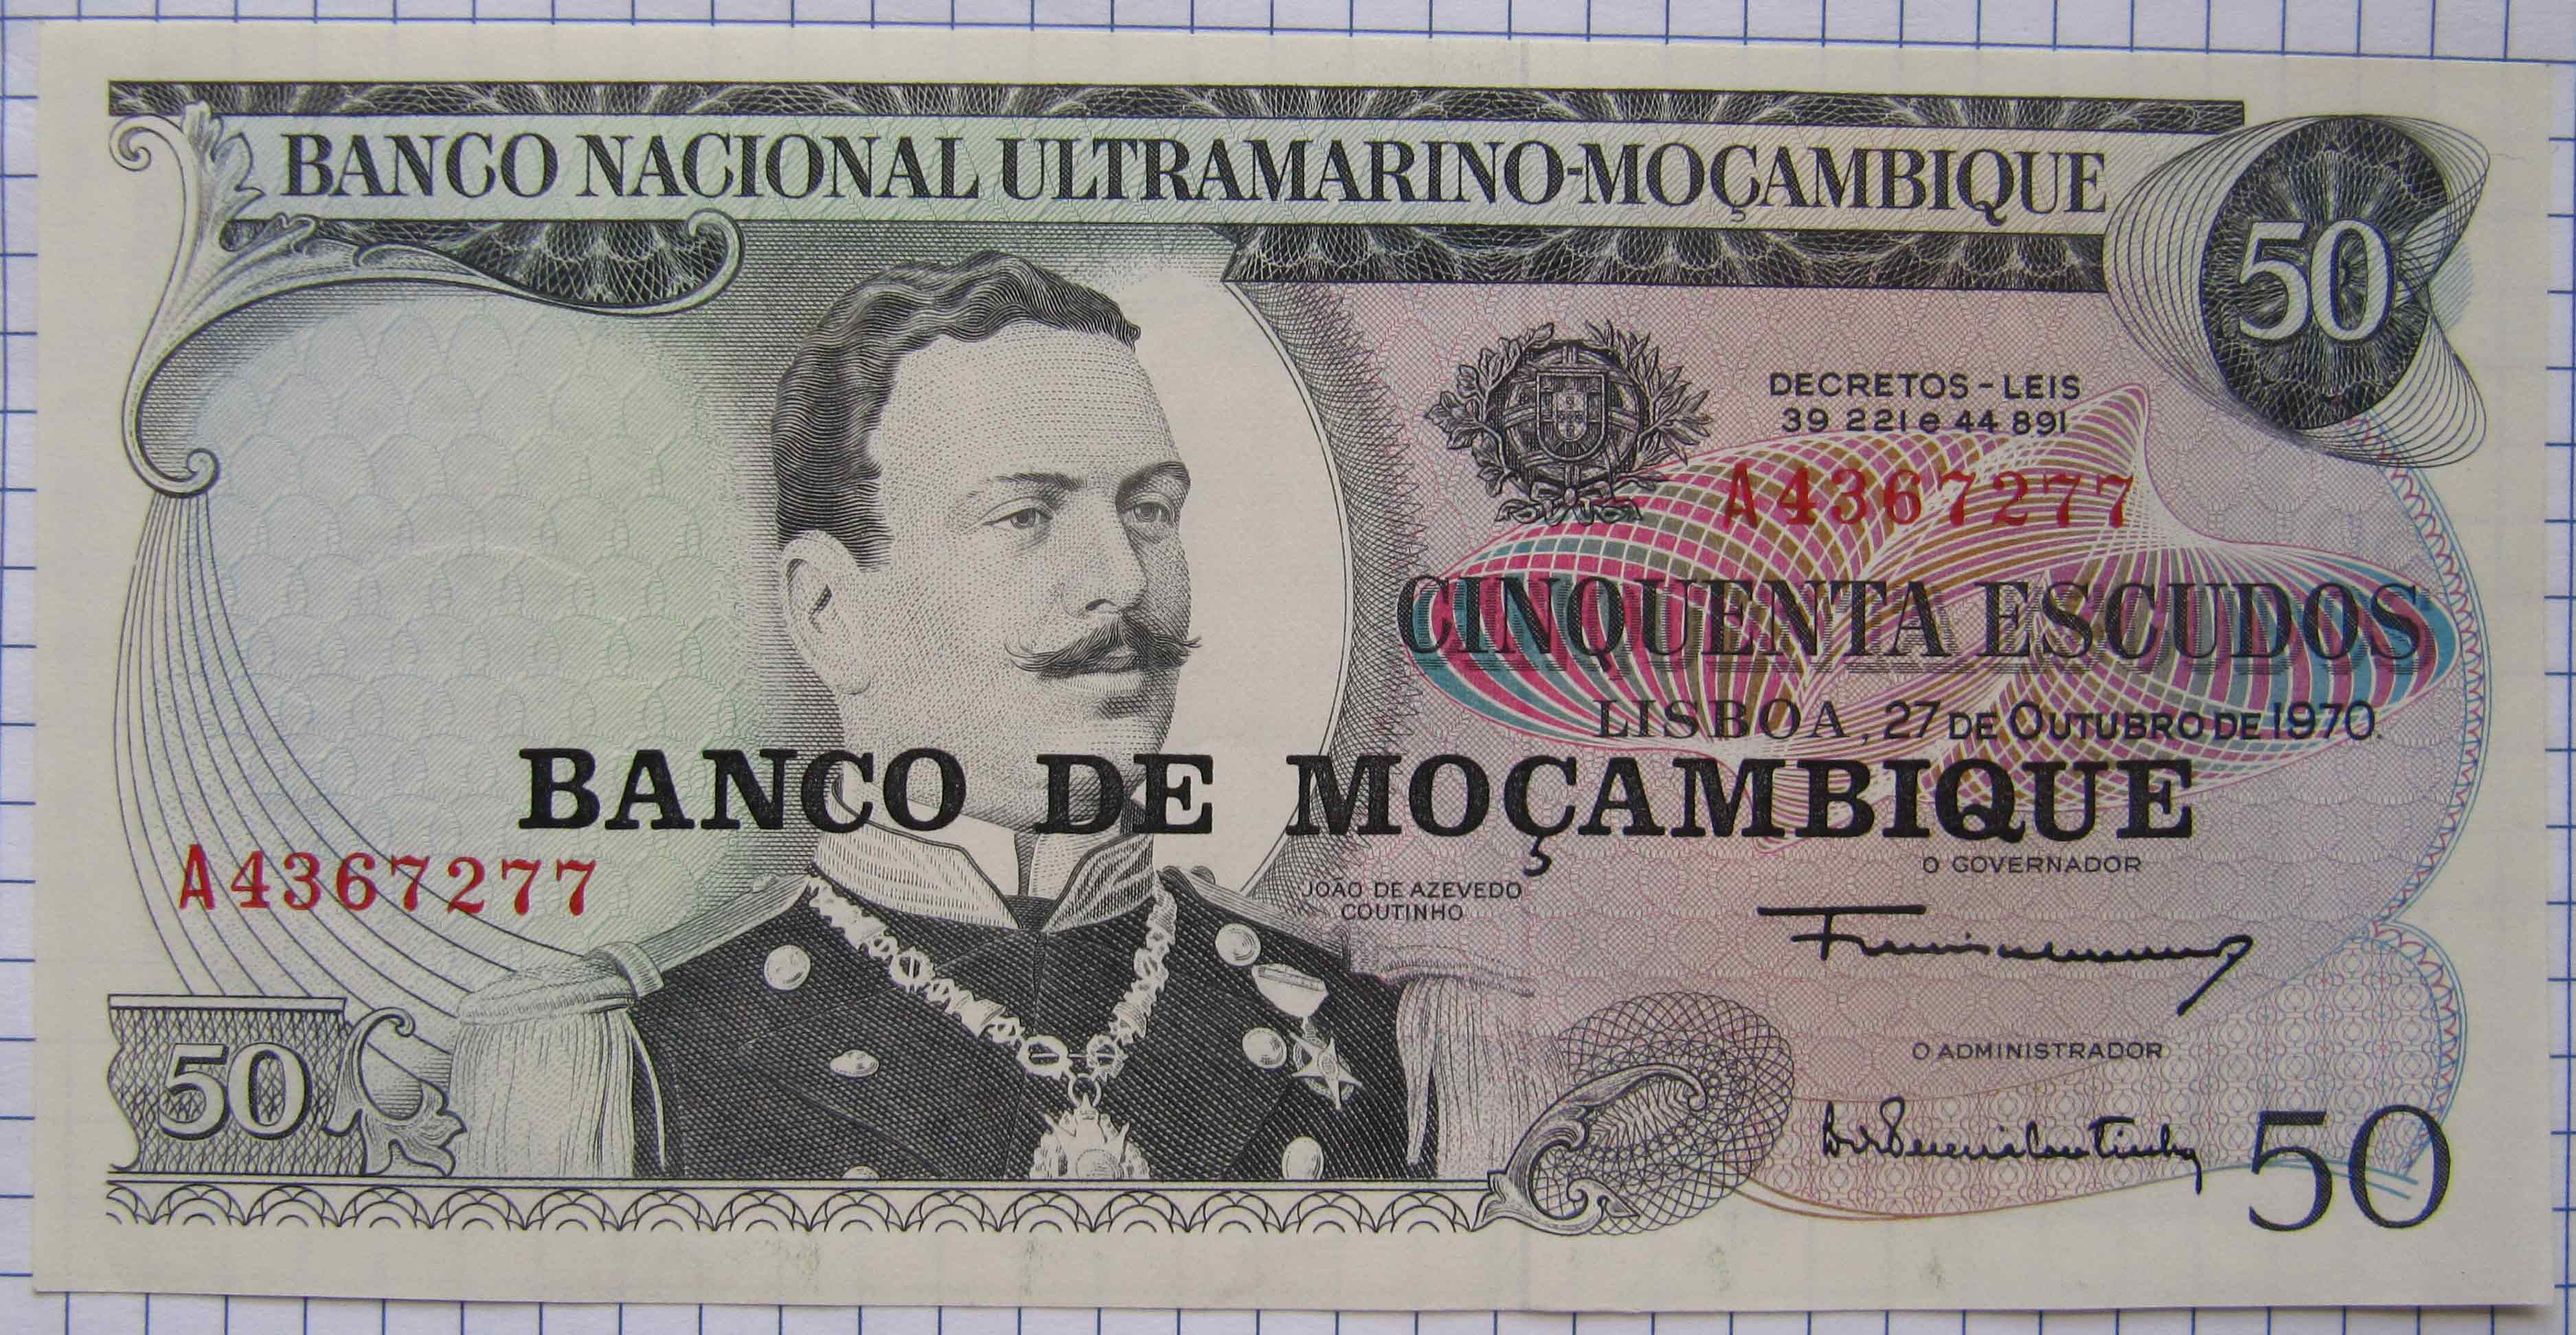 BANCO NACIONAL ULTRAMARINO-MOÇAMBIQUE
50
DECRETOS - LEIS
39 221 e 44 891
A4367277
CINQUENTA ESCUDOS
LISBOA, 27 DE OUTUBRO DE 1970.
BANCO DE MOÇAMBIQUE
A4367277
JOÃO DE AZEVEDO
COUTINHO
O GOVERNADOR
O ADMINISTRADOR
50
50